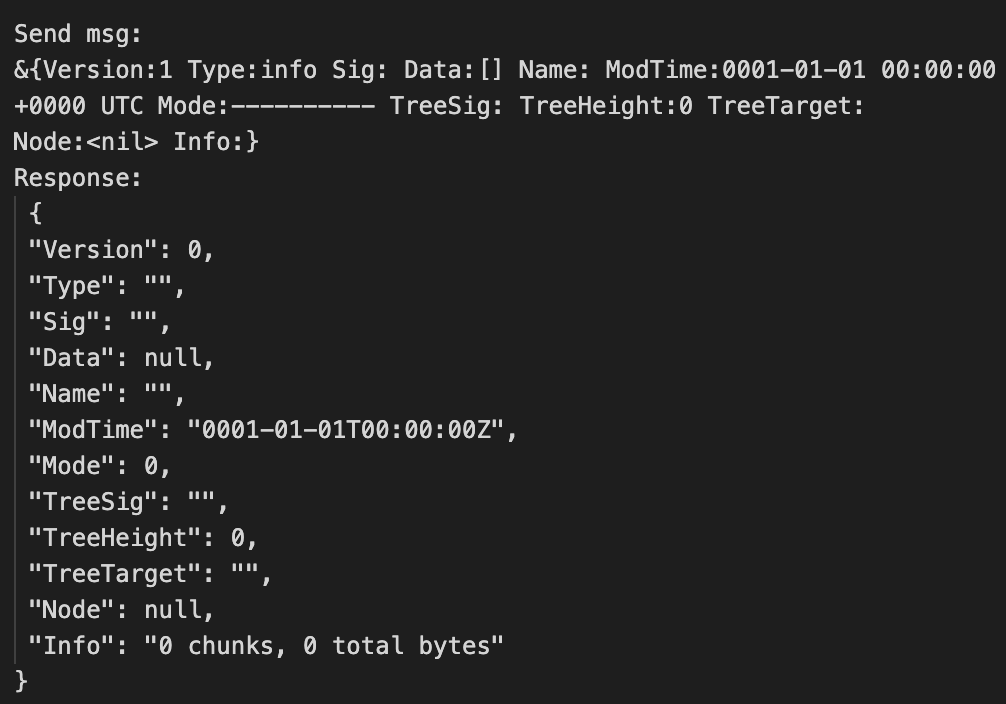 Send msg:
&{Version:1 Type:info Sig: Data:[] Name: ModTime:0001-01-01 00:00:00
+0000 UTC Mode:---------- TreeSig: TreeHeight:0 TreeTarget:
Node:<nil> Info:}
Response:
{
"Version": 0,
"Type": "",
"Sig": "",
"Data": null,
"Name": "",
"ModTime": "0001-01-01T00:00:00Z",
"Mode": 0,
"TreeSig": "",
"TreeHeight": 0,
"TreeTarget": "",
"Node": null,
"Info": "0 chunks, 0 total bytes"
}